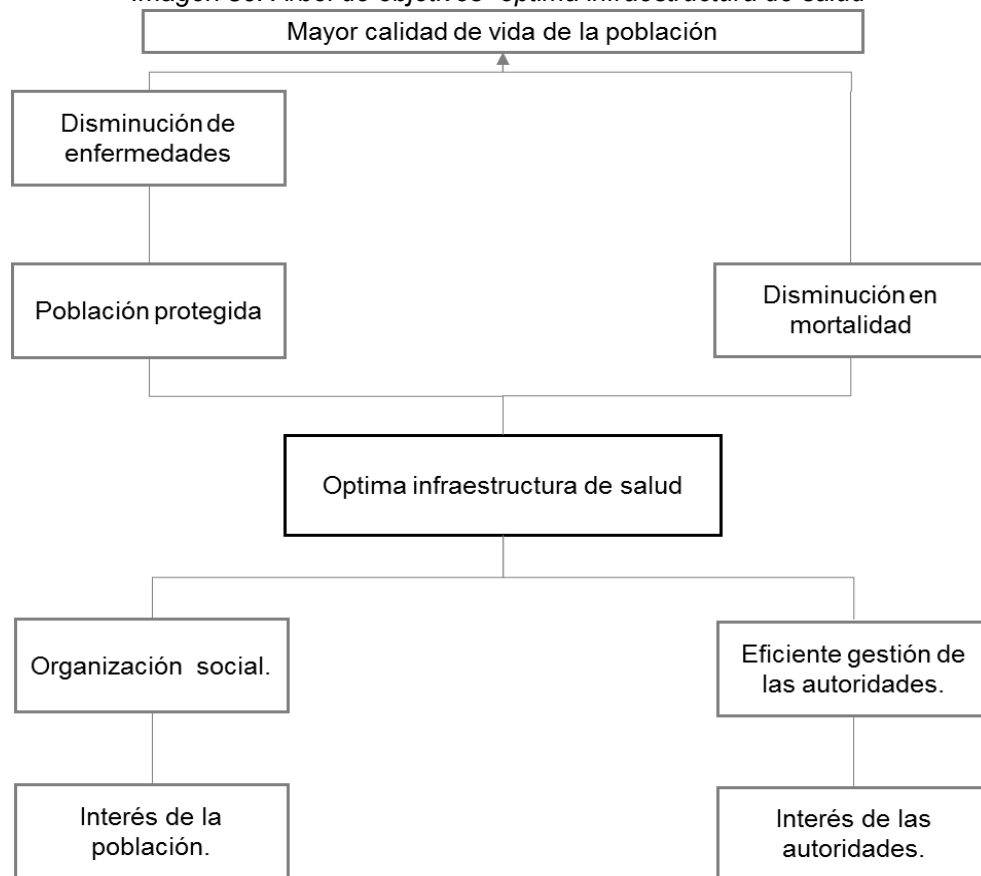 Mayor calidad de vida de la población
Disminución de
enfermedades
Población protegida
Disminución en
mortalidad
Optima infraestructura de salud
Organización social.
Eficiente gestión de
las autoridades.
Interés de la
población.
Interés de las
autoridades.